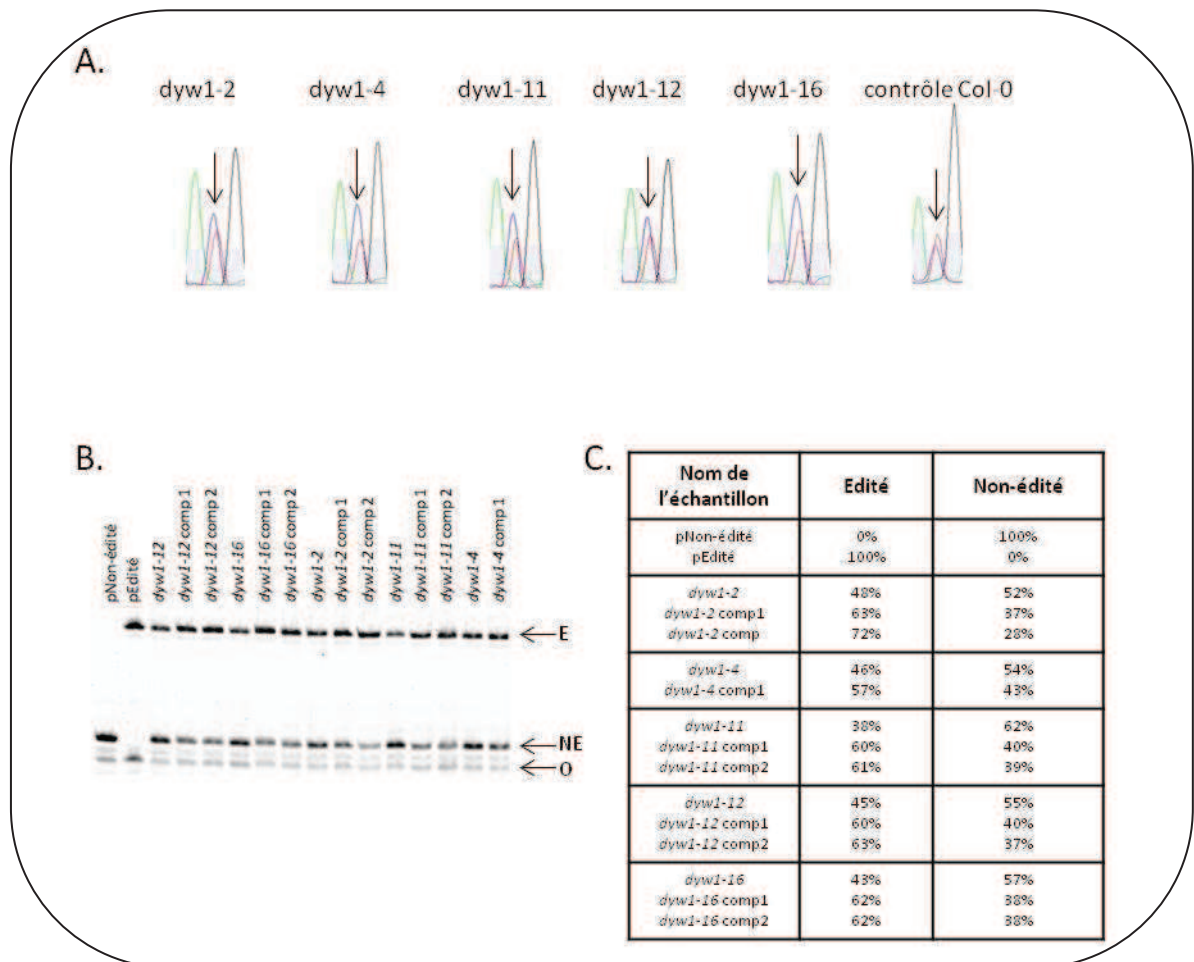 A.
dyw1-2 dyw1-4 dyw1-11 dyw1-12 dyw1-16 contrôle Col-0
B.
pNon-édité
pEdité
dyw1-12
dyw1-12 comp 1
dyw1-12 comp 2
dyw1-16
dyw1-16 comp 1
dyw1-16 comp 2
dyw1-2
dyw1-2 comp 1
dyw1-2 comp 2
dyw1-11
dyw1-11 comp 1
dyw1-11 comp 2
dyw1-4
dyw1-4 comp 1
E
NE
O
C.
Nom de l'échantillon Edité Non-édité
pNon-édité 0% 100%
pEdité 100% 0%
dyw1-2 48% 52%
dyw1-2 comp1 63% 37%
dyw1-2 comp 72% 28%
dyw1-4 46% 54%
dyw1-4 comp1 57% 43%
dyw1-11 38% 62%
dyw1-11 comp1 60% 40%
dyw1-11 comp2 61% 39%
dyw1-12 45% 55%
dyw1-12 comp1 60% 40%
dyw1-12 comp2 63% 37%
dyw1-16 43% 57%
dyw1-16 comp1 62% 38%
dyw1-16 comp2 62% 38%